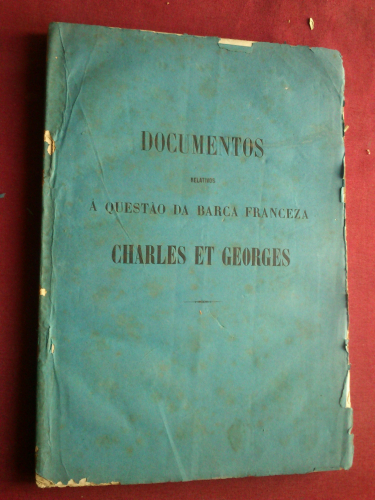 DOCUMENTOS
RELATIVOS
Á QUESTÃO DA BARCA FRANCEZA
CHARLES ET GEORGES